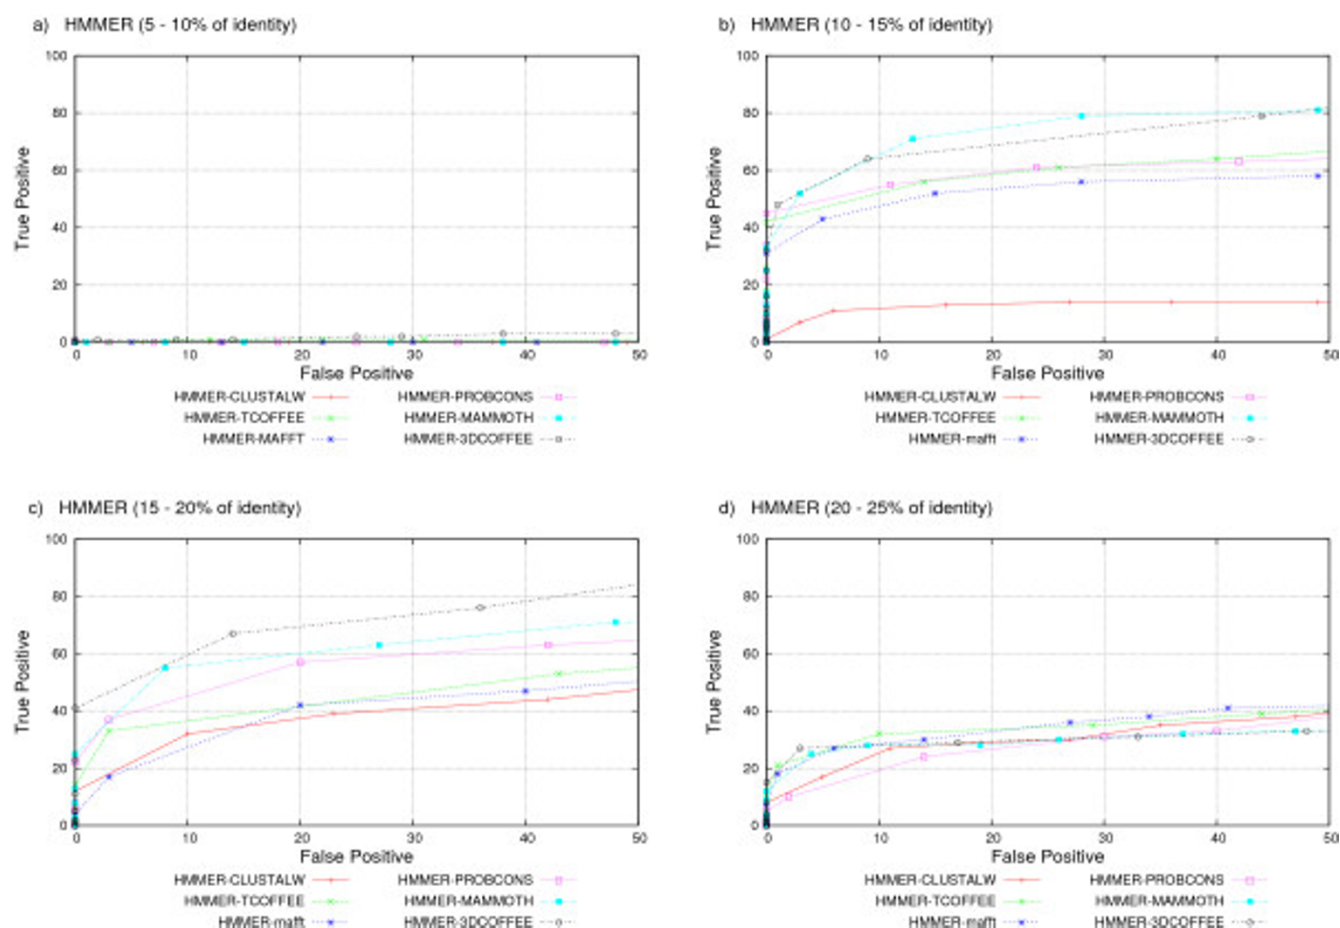 a) HMMER (5 - 10% of identity)
100
80
60
40
20
0
True Positive
0 10 20 30 40 50
False Positive
HMMER-CLUSTALW HMMER-PROBCONS
HMMER-TCOFFEE HMMER-MAMMOTH
HMMER-MAFFT HMMER-3DCOFFEE
b) HMMER (10 - 15% of identity)
100
80
60
40
20
0
True Positive
0 10 20 30 40 50
False Positive
HMMER-CLUSTALW HMMER-PROBCONS
HMMER-TCOFFEE HMMER-MAMMOTH
HMMER-mafft HMMER-3DCOFFEE
c) HMMER (15 - 20% of identity)
100
80
60
40
20
0
True Positive
0 10 20 30 40 50
False Positive
HMMER-CLUSTALW HMMER-PROBCONS
HMMER-TCOFFEE HMMER-MAMMOTH
HMMER-mafft HMMER-3DCOFFEE
d) HMMER (20 - 25% of identity)
100
80
60
40
20
0
True Positive
0 10 20 30 40 50
False Positive
HMMER-CLUSTALW HMMER-PROBCONS
HMMER-TCOFFEE HMMER-MAMMOTH
HMMER-mafft HMMER-3DCOFFEE